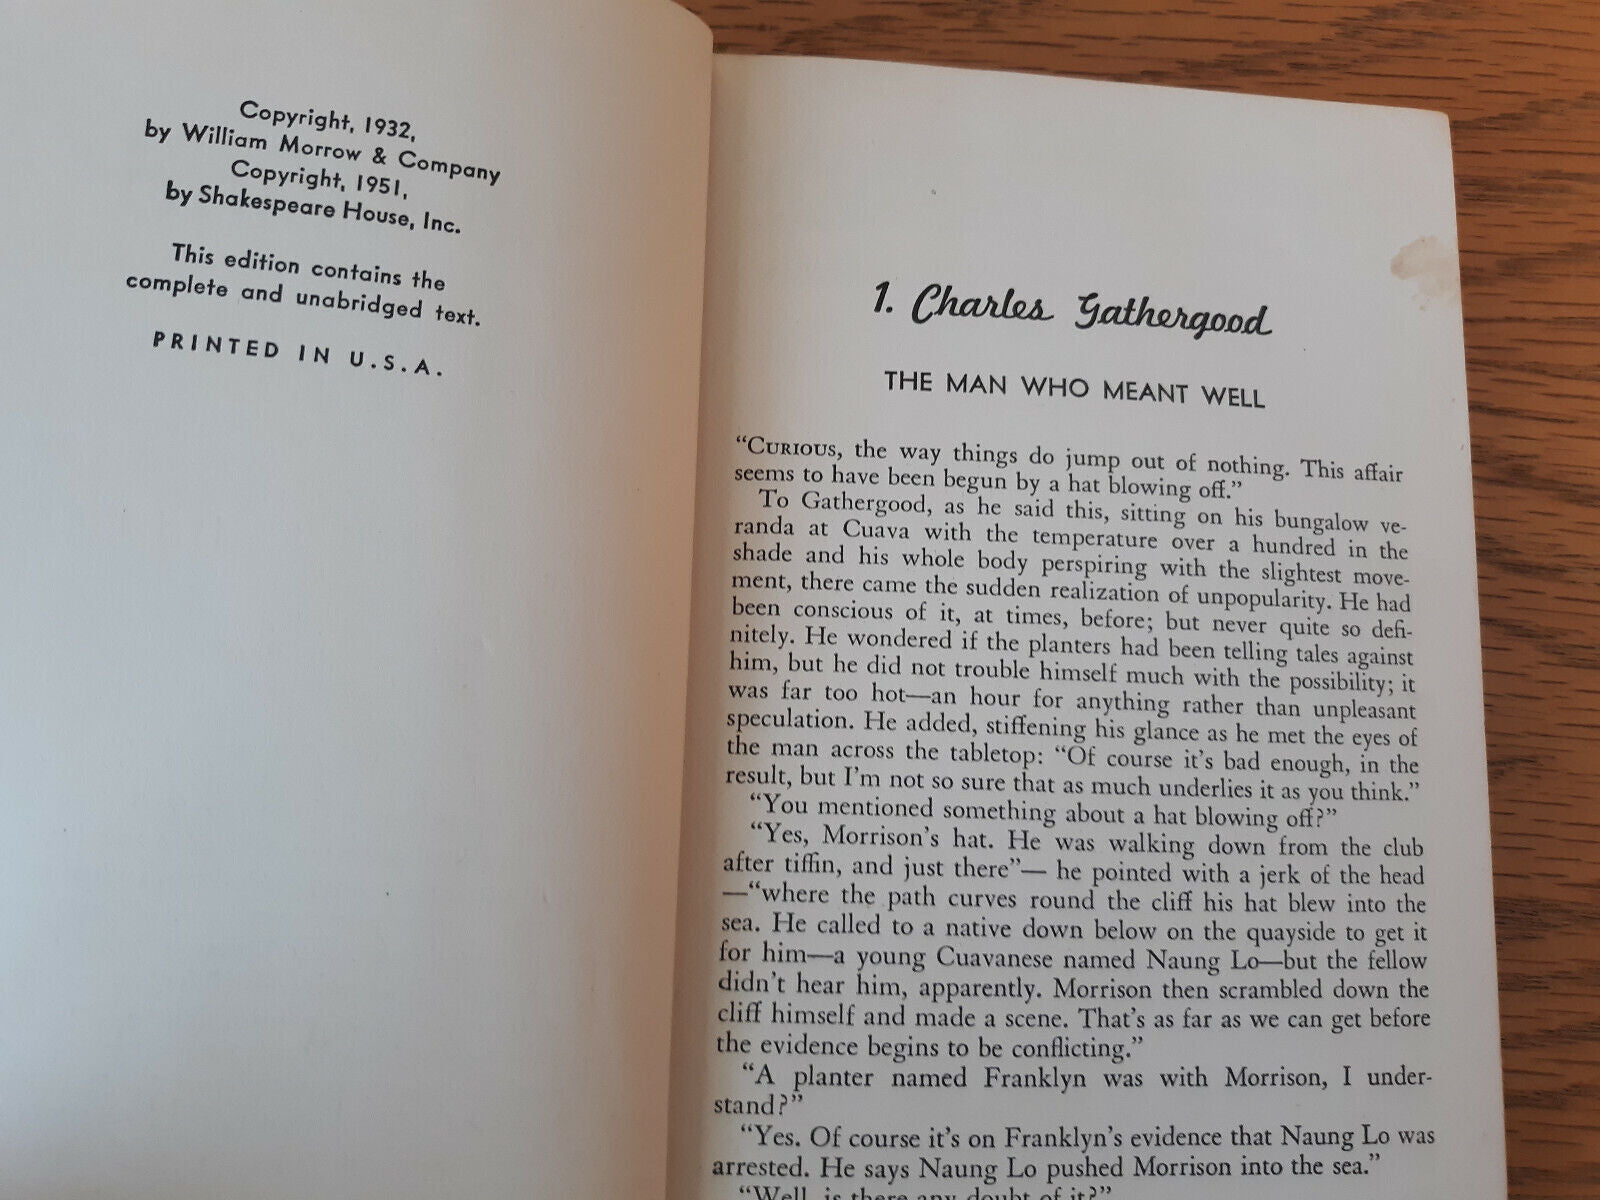 Copyright, 1932,
by William Morrow & Company
Copyright, 1951,
by Shakespeare House, Inc.
This edition contains the
complete and unabridged text.
PRINTED IN U.S.A.
1. Charles Gathergood
THE MAN WHO MEANT WELL
“CURIOUS, the way things do jump out of nothing. This affair
seems to have been begun by a hat blowing off.”
To Gathergood, as he said this, sitting on his bungalow ve-
randa at Cuava with the temperature over a hundred in the
shade and his whole body perspiring with the slightest move-
ment, there came the sudden realization of unpopularity. He had
been conscious of it, at times, before; but never quite so defi-
nitely. He wondered if the planters had been telling tales against
him, but he did not trouble himself much with the possibility; it
was far too hot—an hour for anything rather than unpleasant
speculation. He added, stiffening his glance as he met the eyes of
the man across the tabletop: “Of course it's bad enough, in the
result, but I'm not so sure that as much underlies it as you think.”
“You mentioned something about a hat blowing off?”
“Yes, Morrison's hat. He was walking down from the club
after tiffin, and just there”— he pointed with a jerk of the head
—“where the path curves round the cliff his hat blew into the
sea. He called to a native down below on the quayside to get it
for him—a young Cuavanese named Naung Lo—but the fellow
didn't hear him, apparently. Morrison then scrambled down the
cliff himself and made a scene. That's as far as we can get before
the evidence begins to be conflicting.”
“A planter named Franklyn was with Morrison, I under-
stand?”
“Yes. Of course it's on Franklyn's evidence that Naung Lo was
arrested. He says Naung Lo pushed Morrison into the sea.”
“Well, is there any doubt of it?”